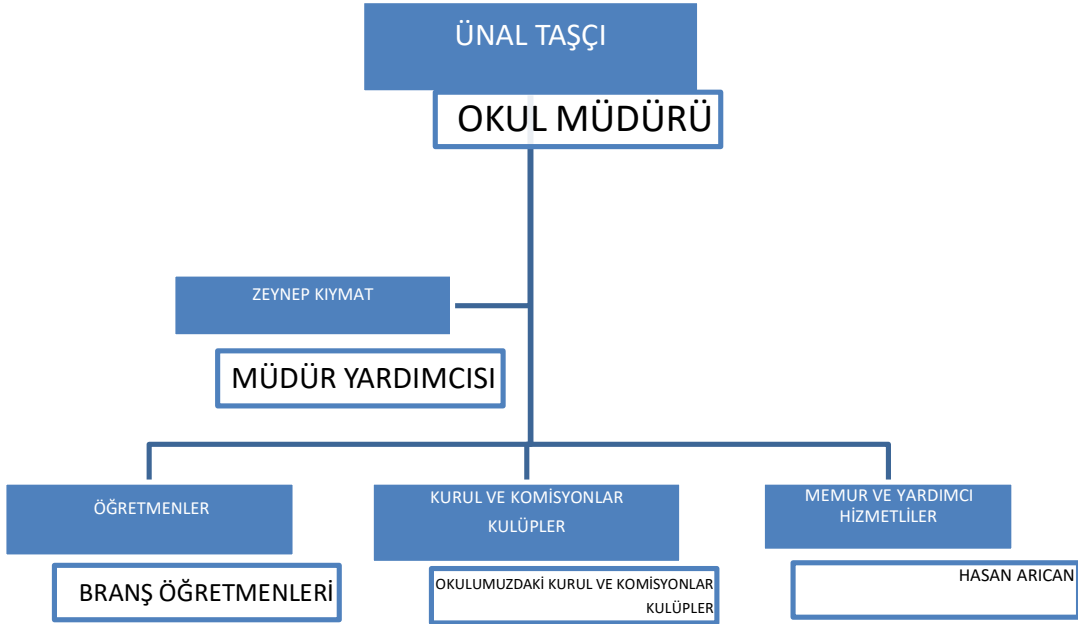 ÜNAL TAŞÇI
OKUL MÜDÜRÜ
ZEYNEP KIYMAT
MÜDÜR YARDIMCISI
ÖĞRETMENLER
BRANŞ ÖĞRETMENLERİ
KURUL VE KOMİSYONLAR
KULÜPLER
OKULUMUZDAKİ KURUL VE KOMİSYONLAR
KULÜPLER
MEMUR VE YARDIMCI
HİZMETLİLER
HASAN ARICAN